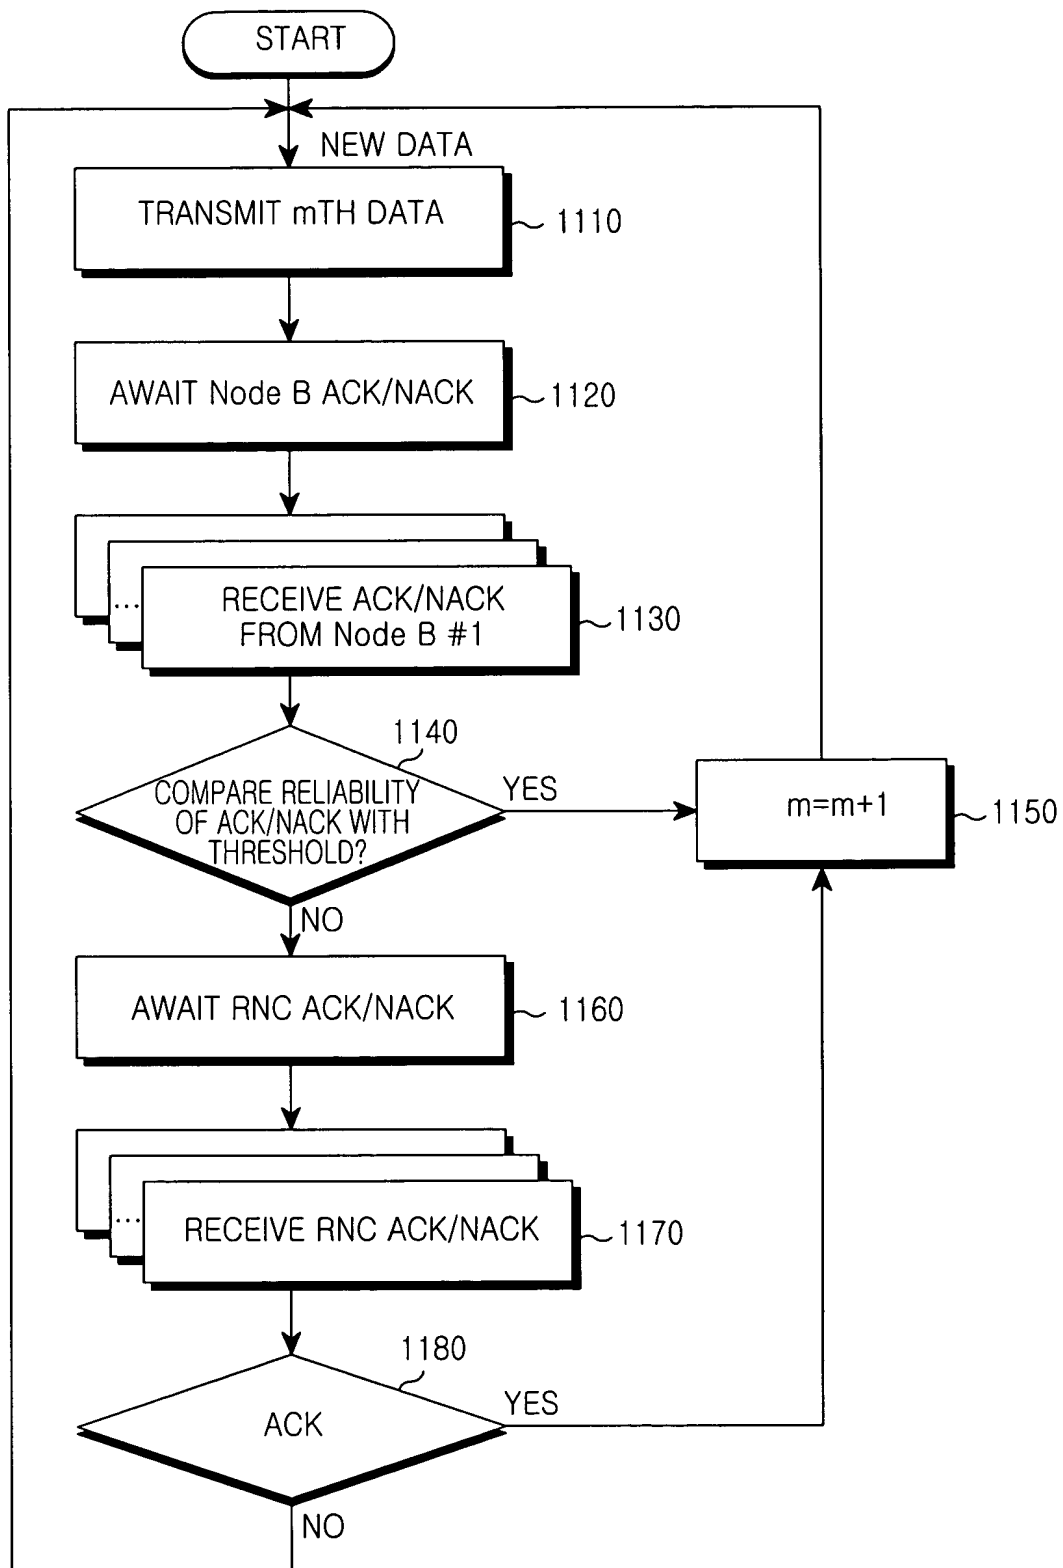 START
NEW DATA
TRANSMIT mTH DATA
1110
AWAIT Node B ACK/NACK
1120
...
RECEIVE ACK/NACK
FROM Node B #1
1130
1140
COMPARE RELIABILITY
OF ACK/NACK WITH
THRESHOLD?
YES
m=m+1
1150
NO
AWAIT RNC ACK/NACK
1160
...
RECEIVE RNC ACK/NACK
1170
1180
ACK
YES
NO